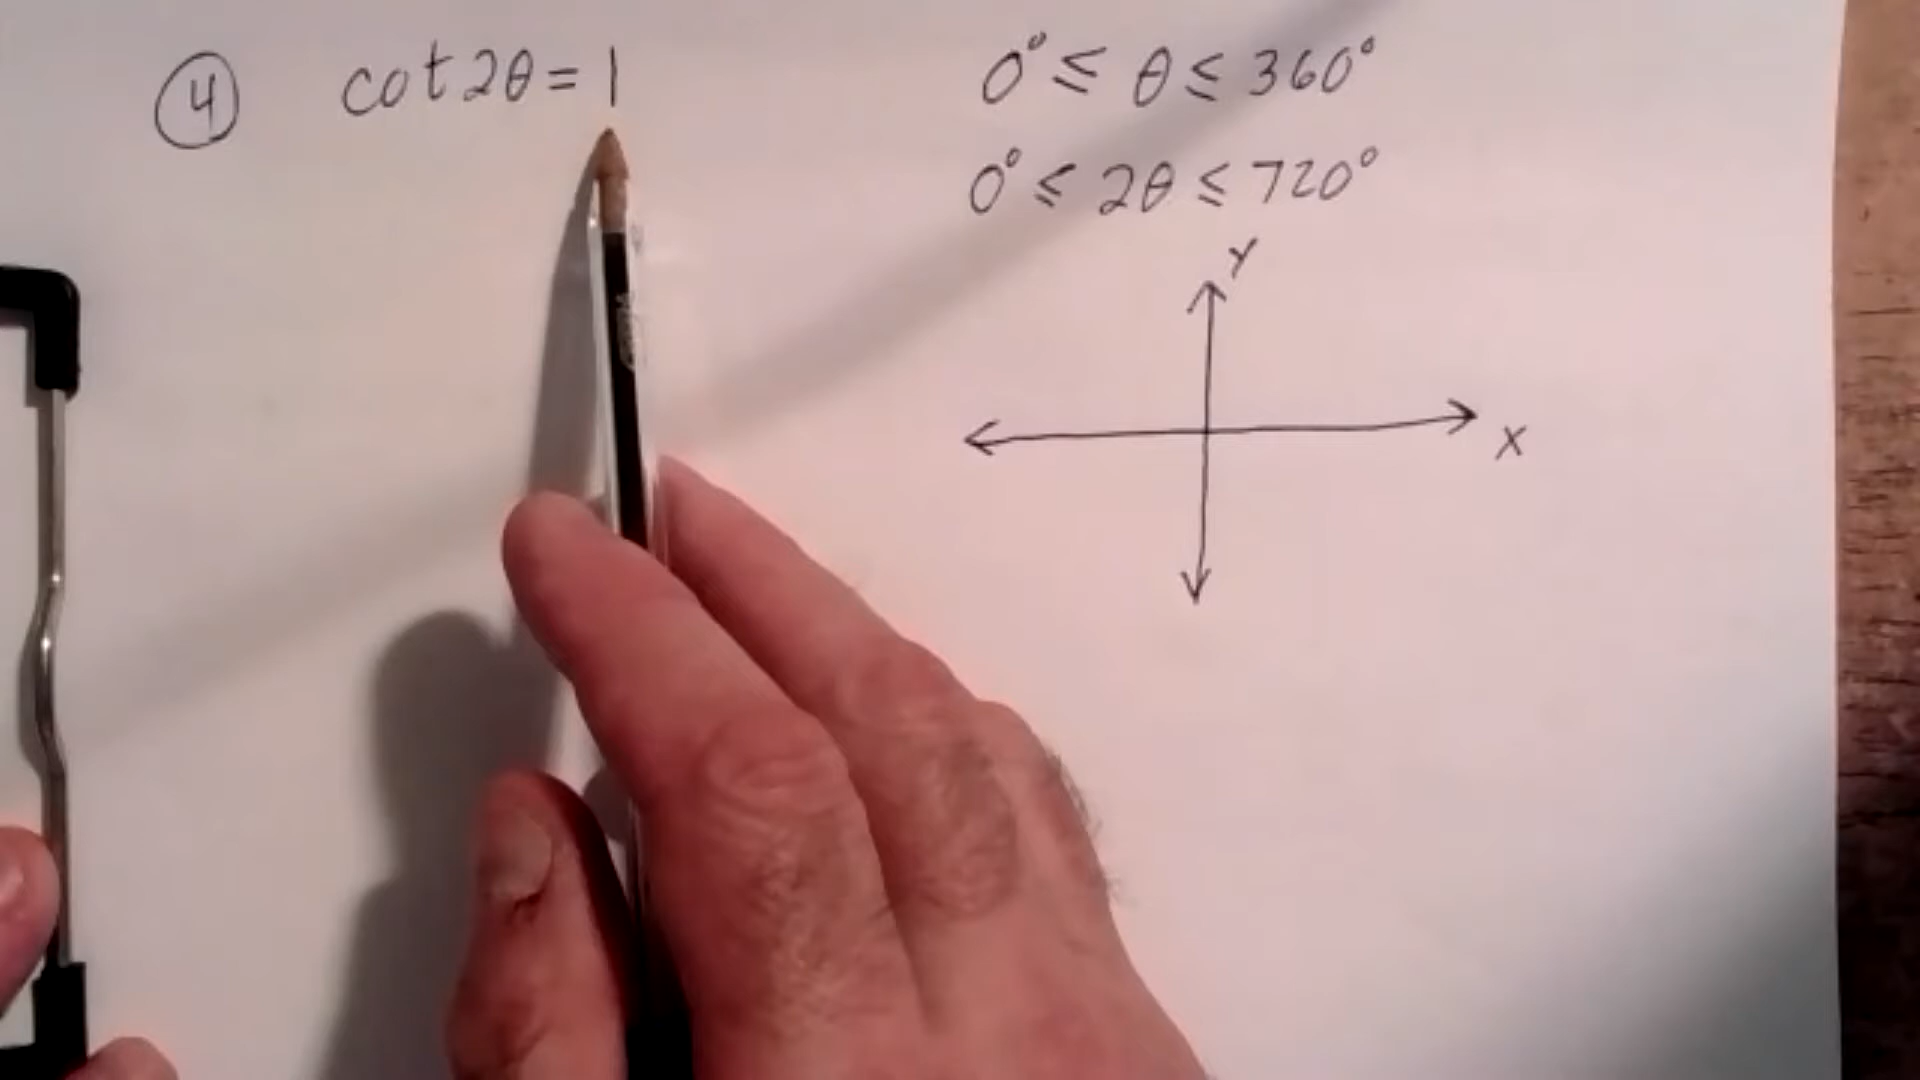 ④ cot 2θ = 1
0° ≤ θ ≤ 360°
0° ≤ 2θ ≤ 720°
Y
X